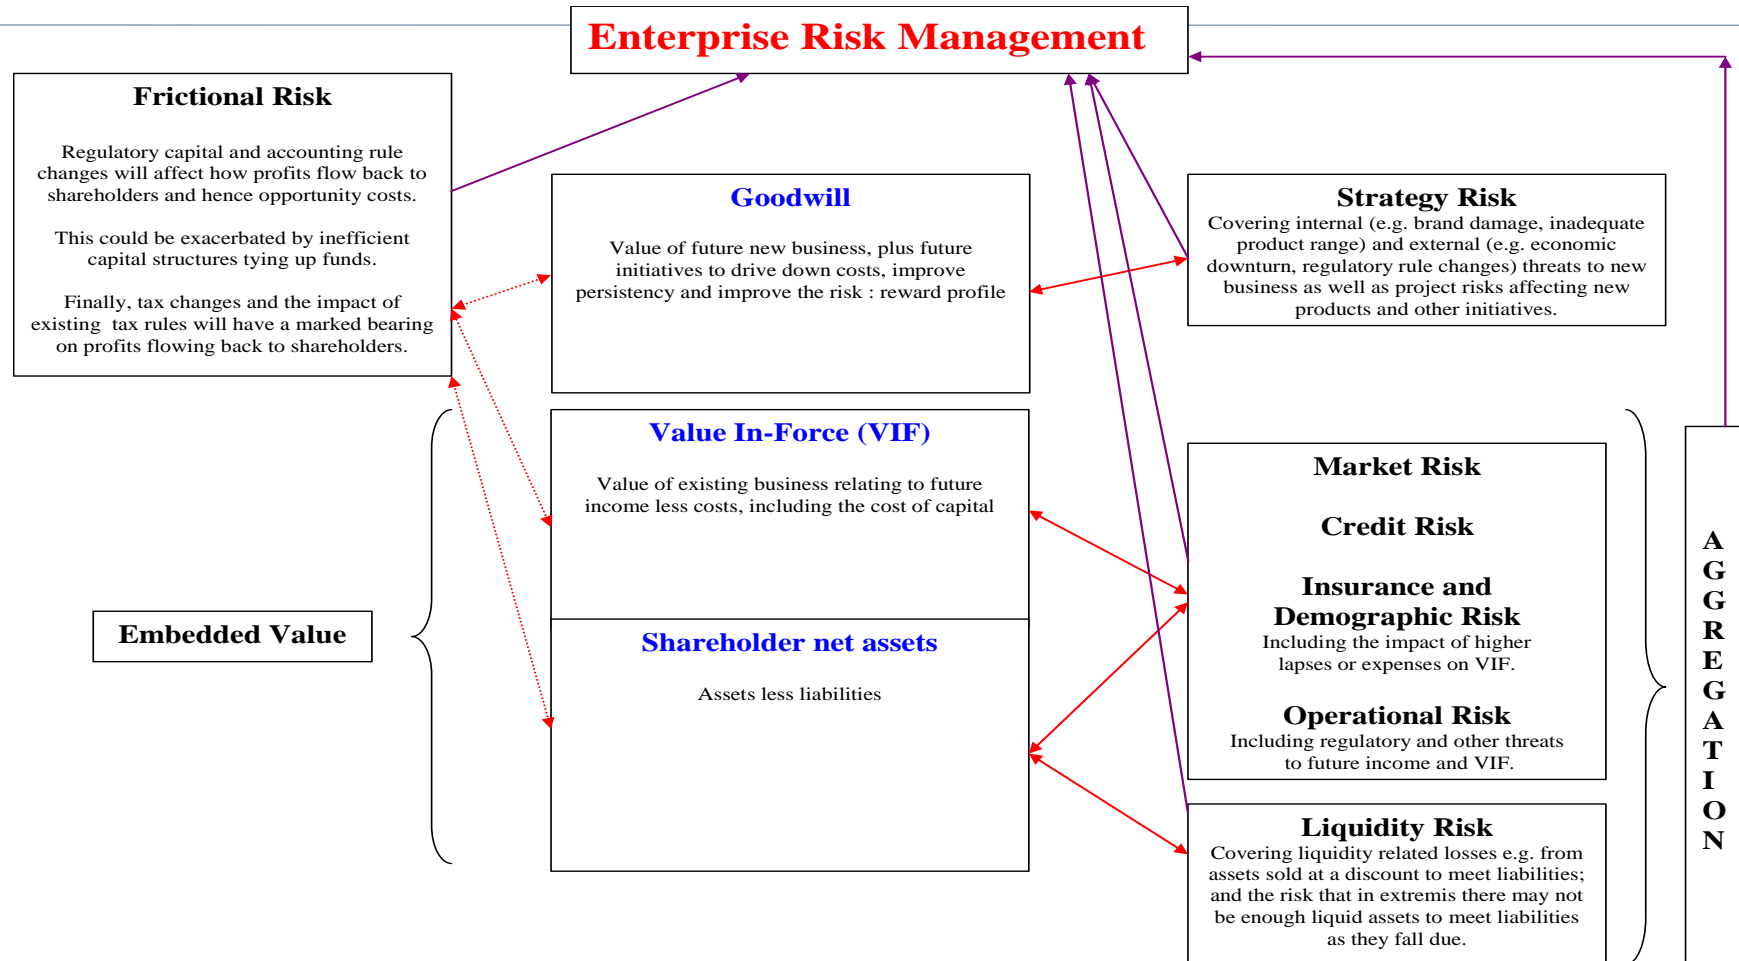 Enterprise Risk Management
Frictional Risk
Regulatory capital and accounting rule
changes will affect how profits flow back to
shareholders and hence opportunity costs.
This could be exacerbated by inefficient
capital structures tying up funds.
Finally, tax changes and the impact of
existing tax rules will have a marked bearing
on profits flowing back to shareholders.
Goodwill
Value of future new business, plus future
initiatives to drive down costs, improve
persistency and improve the risk : reward profile
Strategy Risk
Covering internal (e.g. brand damage, inadequate
product range) and external (e.g. economic
downturn, regulatory rule changes) threats to new
business as well as project risks affecting new
products and other initiatives.
Value In-Force (VIF)
Value of existing business relating to future
income less costs, including the cost of capital
Embedded Value
Shareholder net assets
Assets less liabilities
Market Risk
Credit Risk
Insurance and
Demographic Risk
Including the impact of higher
lapses or expenses on VIF.
Operational Risk
Including regulatory and other threats
to future income and VIF.
Liquidity Risk
Covering liquidity related losses e.g. from
assets sold at a discount to meet liabilities;
and the risk that in extremis there may not
be enough liquid assets to meet liabilities
as they fall due.
A
G
G
R
E
G
A
T
I
O
N